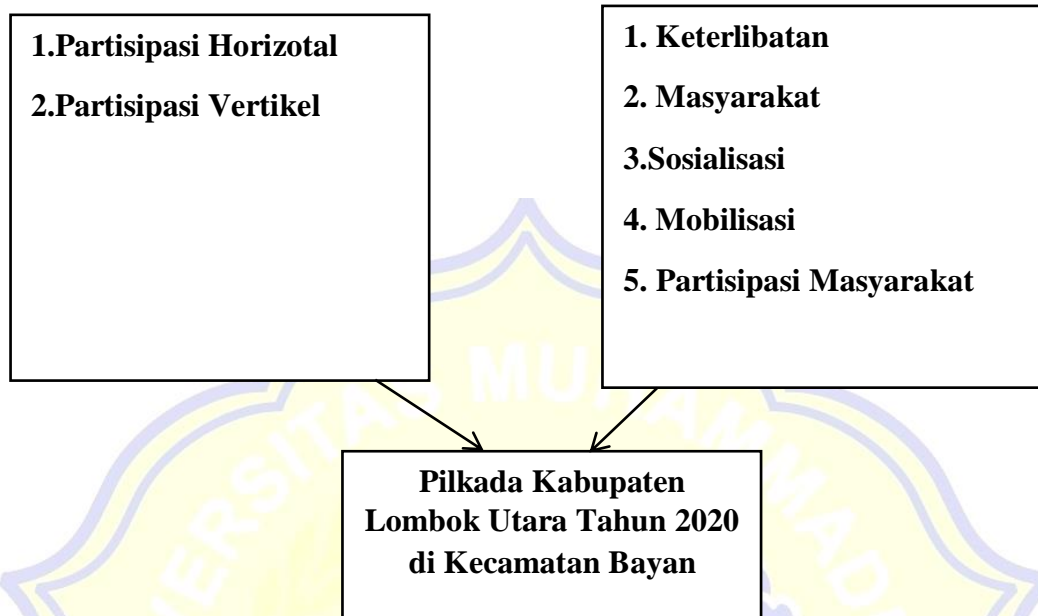 1.Partisipasi Horizotal
2.Partisipasi Vertikel
1. Keterlibatan
2. Masyarakat
3.Sosialisasi
4. Mobilisasi
5. Partisipasi Masyarakat
Pilkada Kabupaten
Lombok Utara Tahun 2020
di Kecamatan Bayan